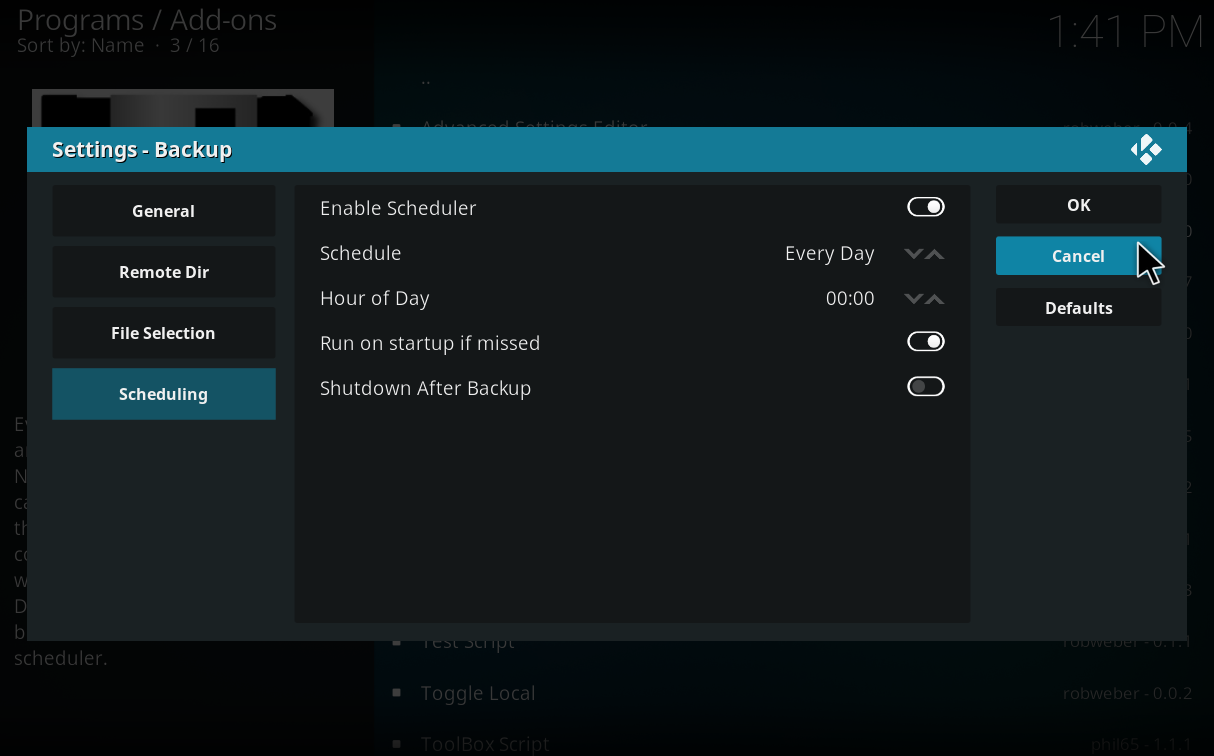 Programs / Add-ons
Sort by: Name · 3 / 16
1:41 PM
..
Advanced Settings Editor
Settings - Backup
General
Remote Dir
File Selection
Scheduling
Enable Scheduler
Schedule Every Day
Hour of Day 00:00
Run on startup if missed
Shutdown After Backup
OK
Cancel
Defaults
scheduler.
Test Script robweber - 0.1.1
Toggle Local robweber - 0.0.2
ToolBox Script phil65 - 1.1.1